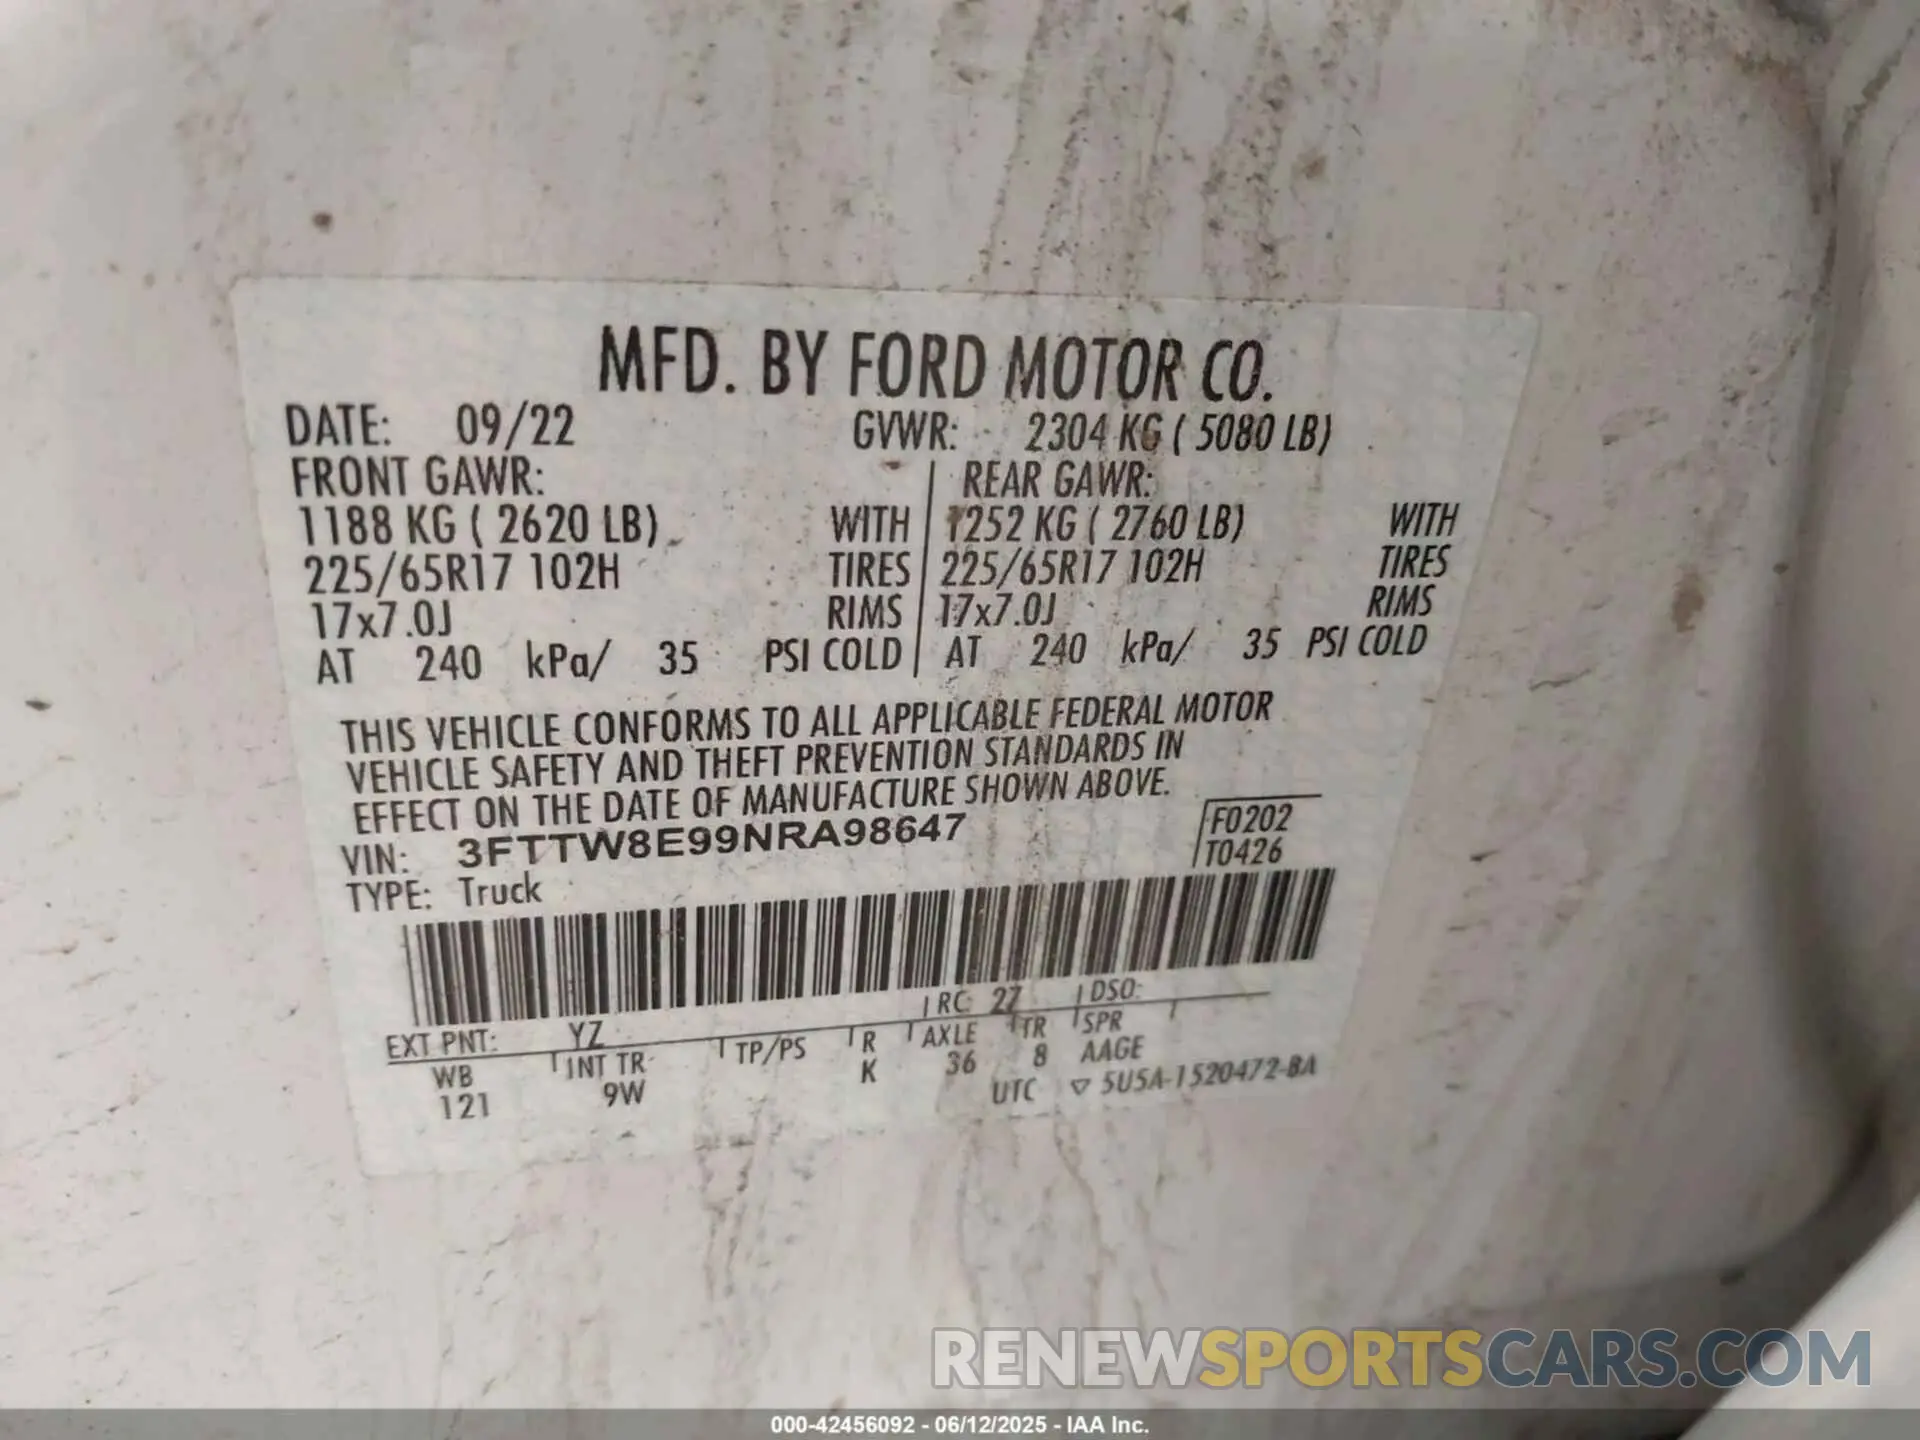 MFD. BY FORD MOTOR CO.
DATE: 09/22 GVWR: 2304 KG ( 5080 LB)
FRONT GAWR: REAR GAWR:
1188 KG ( 2620 LB) WITH 1252 KG ( 2760 LB) WITH
225/65R17 102H TIRES 225/65R17 102H TIRES
17x7.0J RIMS 17x7.0J RIMS
AT 240 kPa/ 35 PSI COLD AT 240 kPa/ 35 PSI COLD
THIS VEHICLE CONFORMS TO ALL APPLICABLE FEDERAL MOTOR
VEHICLE SAFETY AND THEFT PREVENTION STANDARDS IN
EFFECT ON THE DATE OF MANUFACTURE SHOWN ABOVE.
VIN: 3FTTW8E99NRA98647 F0202
TYPE: Truck T0426
EXT PNT: YZ RC: 27 DSO:
WB INT TR TP/PS R AXLE TR SPR
121 9W K 36 8 AAGE
UTC ▽ 5U5A-1520472-BA
RENEWSPORTSCARS.COM
000-42456092 - 06/12/2025 - IAA Inc.